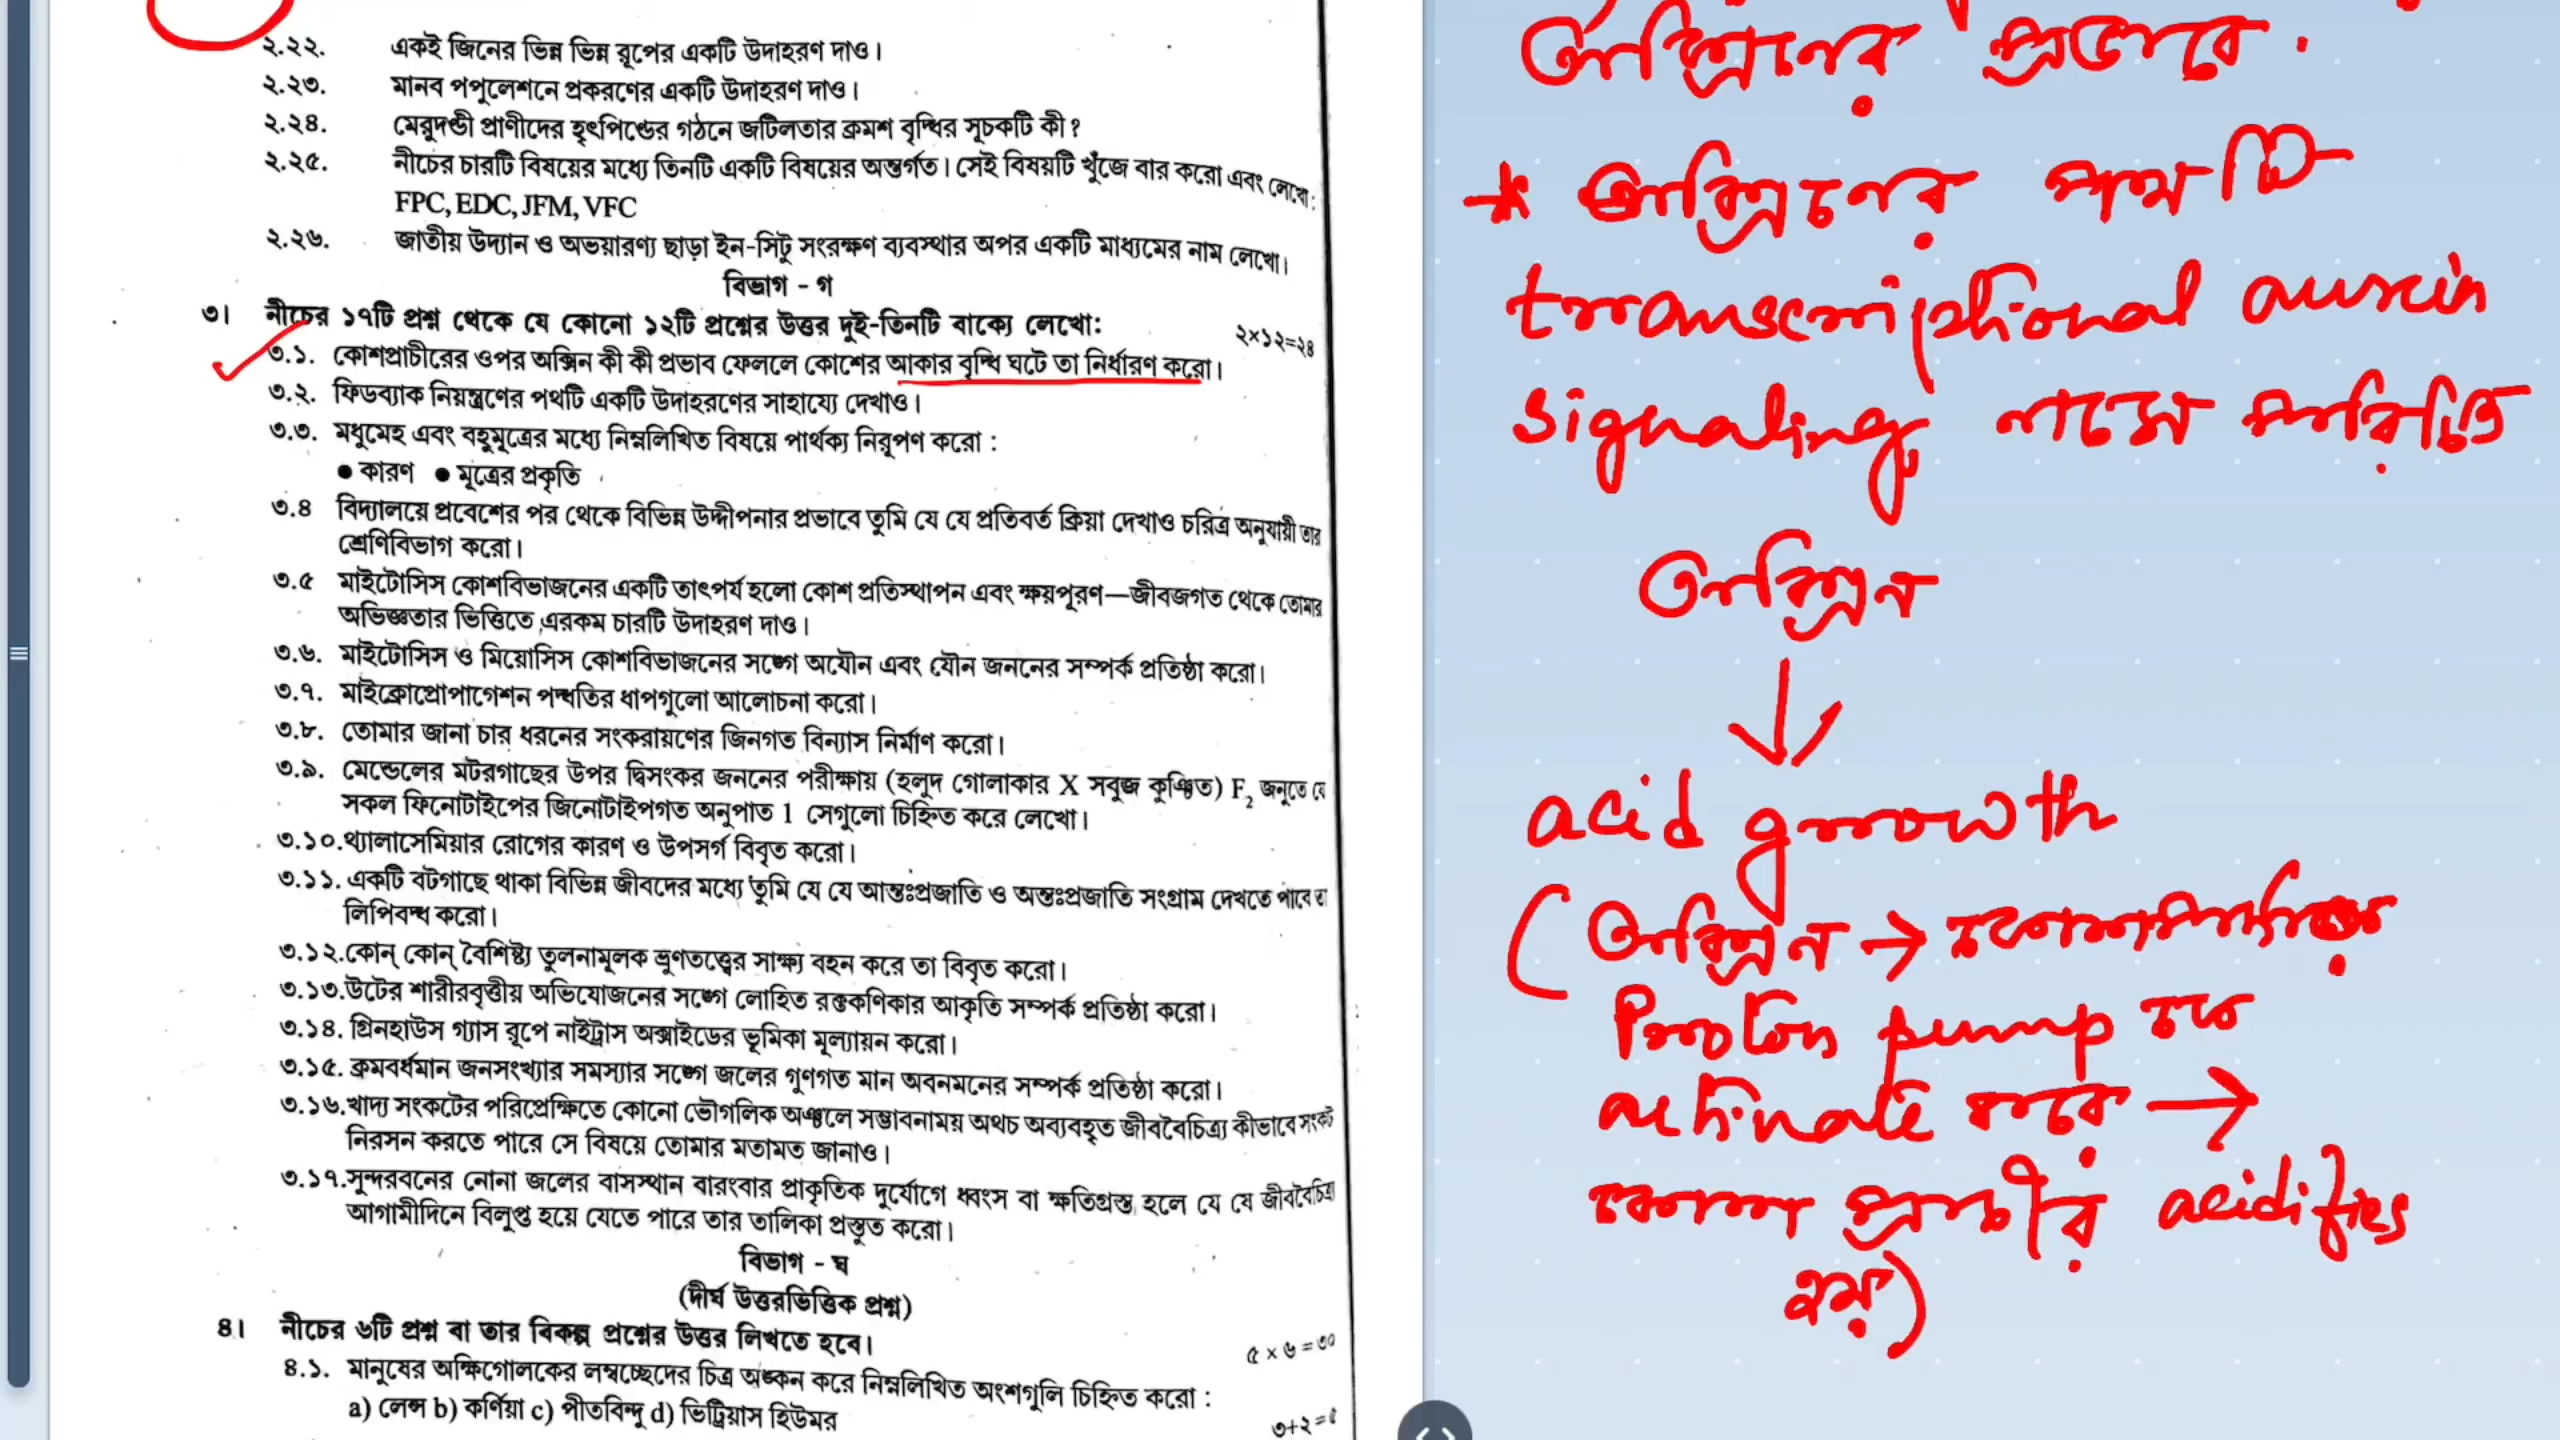 ২.২২. একই জিনের ভিন্ন ভিন্ন রূপের একটি উদাহরণ দাও।
২.২৩. মানব পপুলেশনে প্রকরণের একটি উদাহরণ দাও।
২.২৪. মেরুদণ্ডী প্রাণীদের হৃৎপিণ্ডের গঠনে জটিলতার ক্রমশ বৃদ্ধির সূচকটি কী?
২.২৫. নীচের চারটি বিষয়ের মধ্যে তিনটি একটি বিষয়ের অন্তর্গত। সেই বিষয়টি খুঁজে বার করো এবং লেখো:
FPC, EDC, JFM, VFC
২.২৬. জাতীয় উদ্যান ও অভয়ারণ্য ছাড়া ইন-সিটু সংরক্ষণ ব্যবস্থার অপর একটি মাধ্যমের নাম লেখো।
বিভাগ - গ
৩। নীচের ১৭টি প্রশ্ন থেকে যে কোনো ১২টি প্রশ্নের উত্তর দুই-তিনটি বাক্যে লেখো: ২×১২=২৪
৩.১. কোশপ্রাচীরের ওপর অক্সিন কী কী প্রভাব ফেললে কোশের আকার বৃদ্ধি ঘটে তা নির্ধারণ করো।
৩.২. ফিডব্যাক নিয়ন্ত্রণের পথটি একটি উদাহরণের সাহায্যে দেখাও।
৩.৩. মধুমেহ এবং বহুমূত্রের মধ্যে নিম্নলিখিত বিষয়ে পার্থক্য নিরূপণ করো :
● কারণ ● মূত্রের প্রকৃতি
৩.৪ বিদ্যালয়ে প্রবেশের পর থেকে বিভিন্ন উদ্দীপনার প্রভাবে তুমি যে যে প্রতিবর্ত ক্রিয়া দেখাও চরিত্র অনুযায়ী তার
শ্রেণিবিভাগ করো।
৩.৫ মাইটোসিস কোশবিভাজনের একটি তাৎপর্য হলো কোশ প্রতিস্থাপন এবং ক্ষয়পূরণ—জীবজগত থেকে তোমার
অভিজ্ঞতার ভিত্তিতে এরকম চারটি উদাহরণ দাও।
৩.৬. মাইটোসিস ও মিয়োসিস কোশবিভাজনের সঙ্গে অযৌন এবং যৌন জননের সম্পর্ক প্রতিষ্ঠা করো।
৩.৭. মাইক্রোপ্রোপাগেশন পদ্ধতির ধাপগুলো আলোচনা করো।
৩.৮. তোমার জানা চার ধরনের সংকরায়ণের জিনগত বিন্যাস নির্মাণ করো।
৩.৯. মেন্ডেলের মটরগাছের উপর দ্বিসংকর জননের পরীক্ষায় (হলুদ গোলাকার X সবুজ কুঞ্চিত) F₂ জনুতে যে
সকল ফিনোটাইপের জিনোটাইপগত অনুপাত 1 সেগুলো চিহ্নিত করে লেখো।
৩.১০. থ্যালাসেমিয়ার রোগের কারণ ও উপসর্গ বিবৃত করো।
৩.১১. একটি বটগাছে থাকা বিভিন্ন জীবদের মধ্যে তুমি যে যে আন্তঃপ্রজাতি ও অন্তঃপ্রজাতি সংগ্রাম দেখতে পাবে তা
লিপিবদ্ধ করো।
৩.১২. কোন্ কোন্ বৈশিষ্ট্য তুলনামূলক ভ্রুণতত্ত্বের সাক্ষ্য বহন করে তা বিবৃত করো।
৩.১৩. উটের শারীরবৃত্তীয় অভিযোজনের সঙ্গে লোহিত রক্তকণিকার আকৃতি সম্পর্ক প্রতিষ্ঠা করো।
৩.১৪. গ্রিনহাউস গ্যাস রূপে নাইট্রাস অক্সাইডের ভূমিকা মূল্যায়ন করো।
৩.১৫. ক্রমবর্ধমান জনসংখ্যার সমস্যার সঙ্গে জলের গুণগত মান অবনমনের সম্পর্ক প্রতিষ্ঠা করো।
৩.১৬. খাদ্য সংকটের পরিপ্রেক্ষিতে কোনো ভৌগলিক অঞ্চলে সম্ভাবনাময় অথচ অব্যবহৃত জীববৈচিত্র্য কীভাবে সংকট
নিরসন করতে পারে সে বিষয়ে তোমার মতামত জানাও।
৩.১৭. সুন্দরবনের নোনা জলের বাসস্থান বারংবার প্রাকৃতিক দুর্যোগে ধ্বংস বা ক্ষতিগ্রস্ত হলে যে যে জীববৈচিত্র্য
আগামীদিনে বিলুপ্ত হয়ে যেতে পারে তার তালিকা প্রস্তুত করো।
বিভাগ - ঘ
(দীর্ঘ উত্তরভিত্তিক প্রশ্ন)
৪। নীচের ৬টি প্রশ্ন বা তার বিকল্প প্রশ্নের উত্তর লিখতে হবে। ৫ × ৬ = ৩০
৪.১. মানুষের অক্ষিগোলকের লম্বচ্ছেদের চিত্র অঙ্কন করে নিম্নলিখিত অংশগুলি চিহ্নিত করো :
a) লেন্স b) কর্ণিয়া c) পীতবিন্দু d) ভিট্রিয়াস হিউমর ৩+২=৫
অক্সিনের প্রভাবে.
* অক্সিনের পথটি
transcriptional auxin
signaling নামে পরিচিত
অক্সিন
↓
acid growth
(অক্সিন → কোশপ্রাচীরের
Proton pump কে
activate করে →
কোশ প্রাচীর acidifies
হয়)